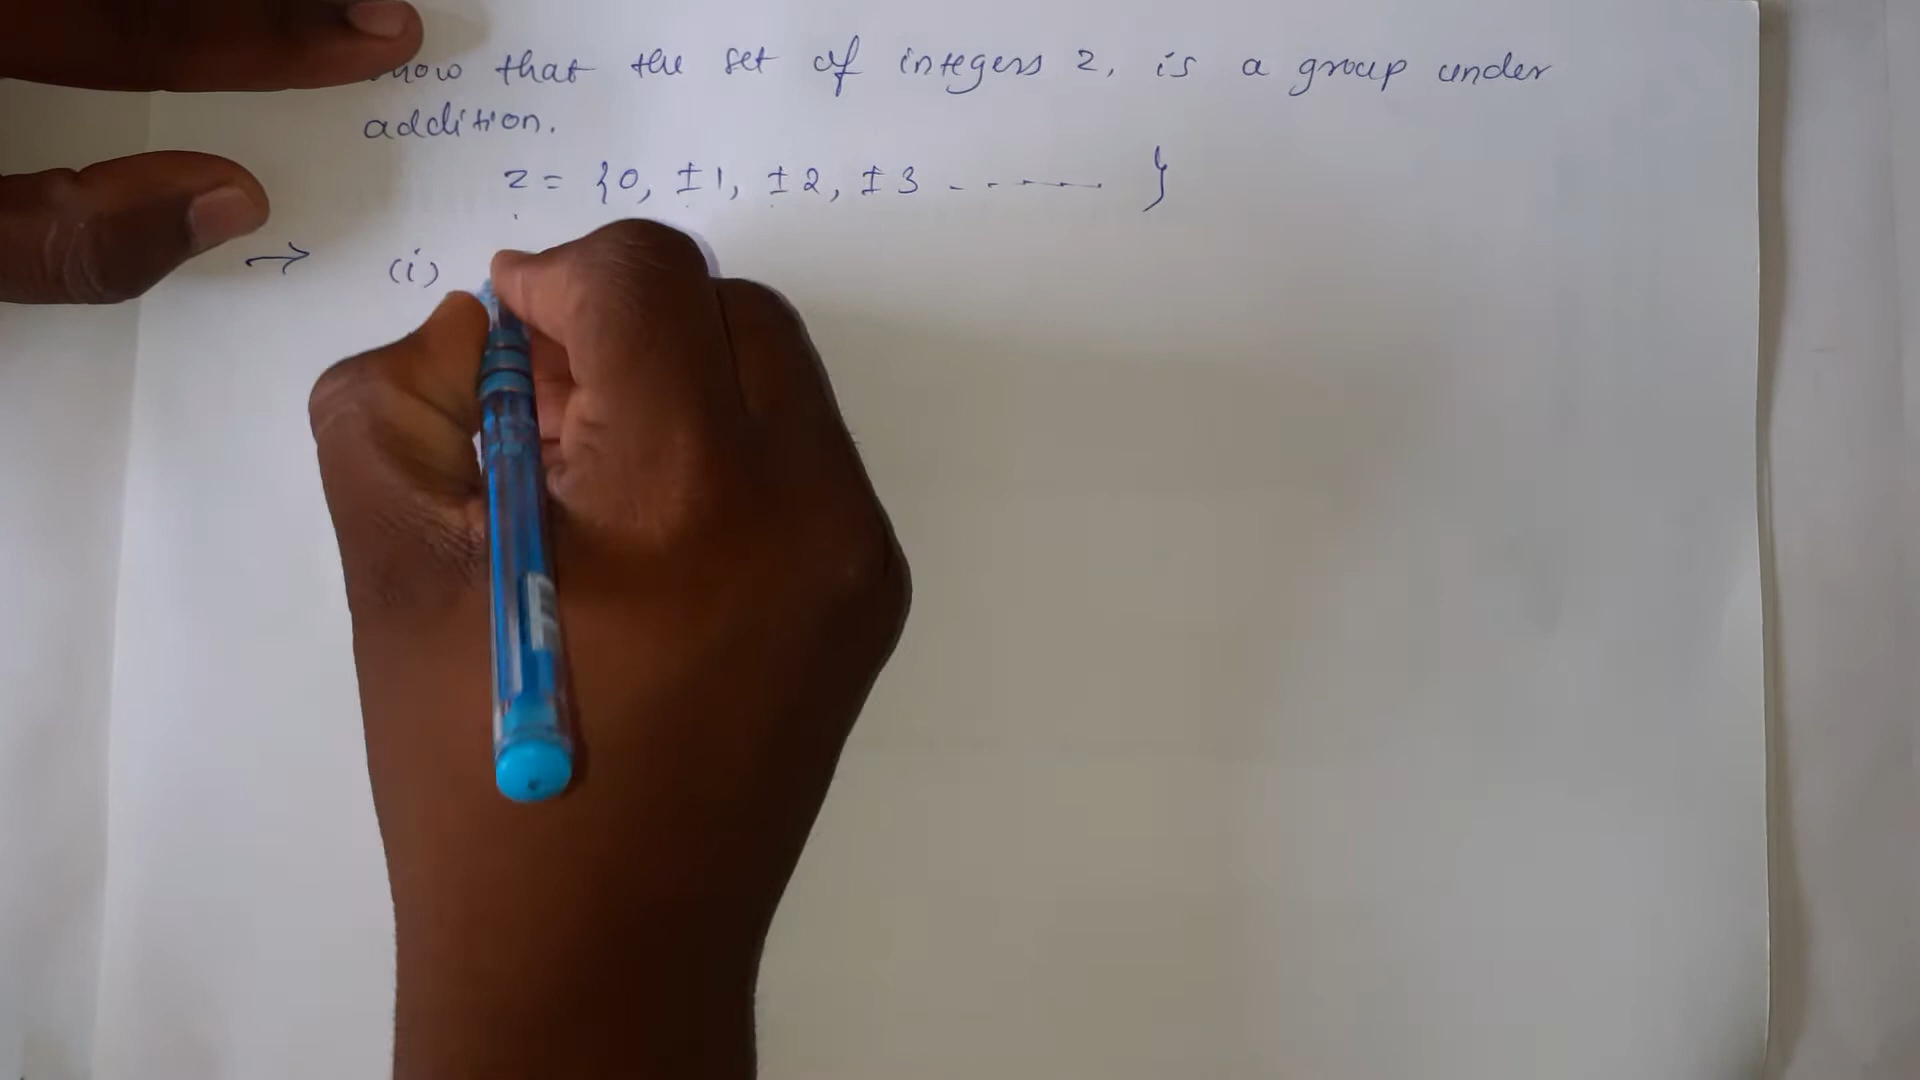 that the set of integers z, is a group under
addition.
z = {0, ±1, ±2, ±3 - - - - - - }
→ (i)